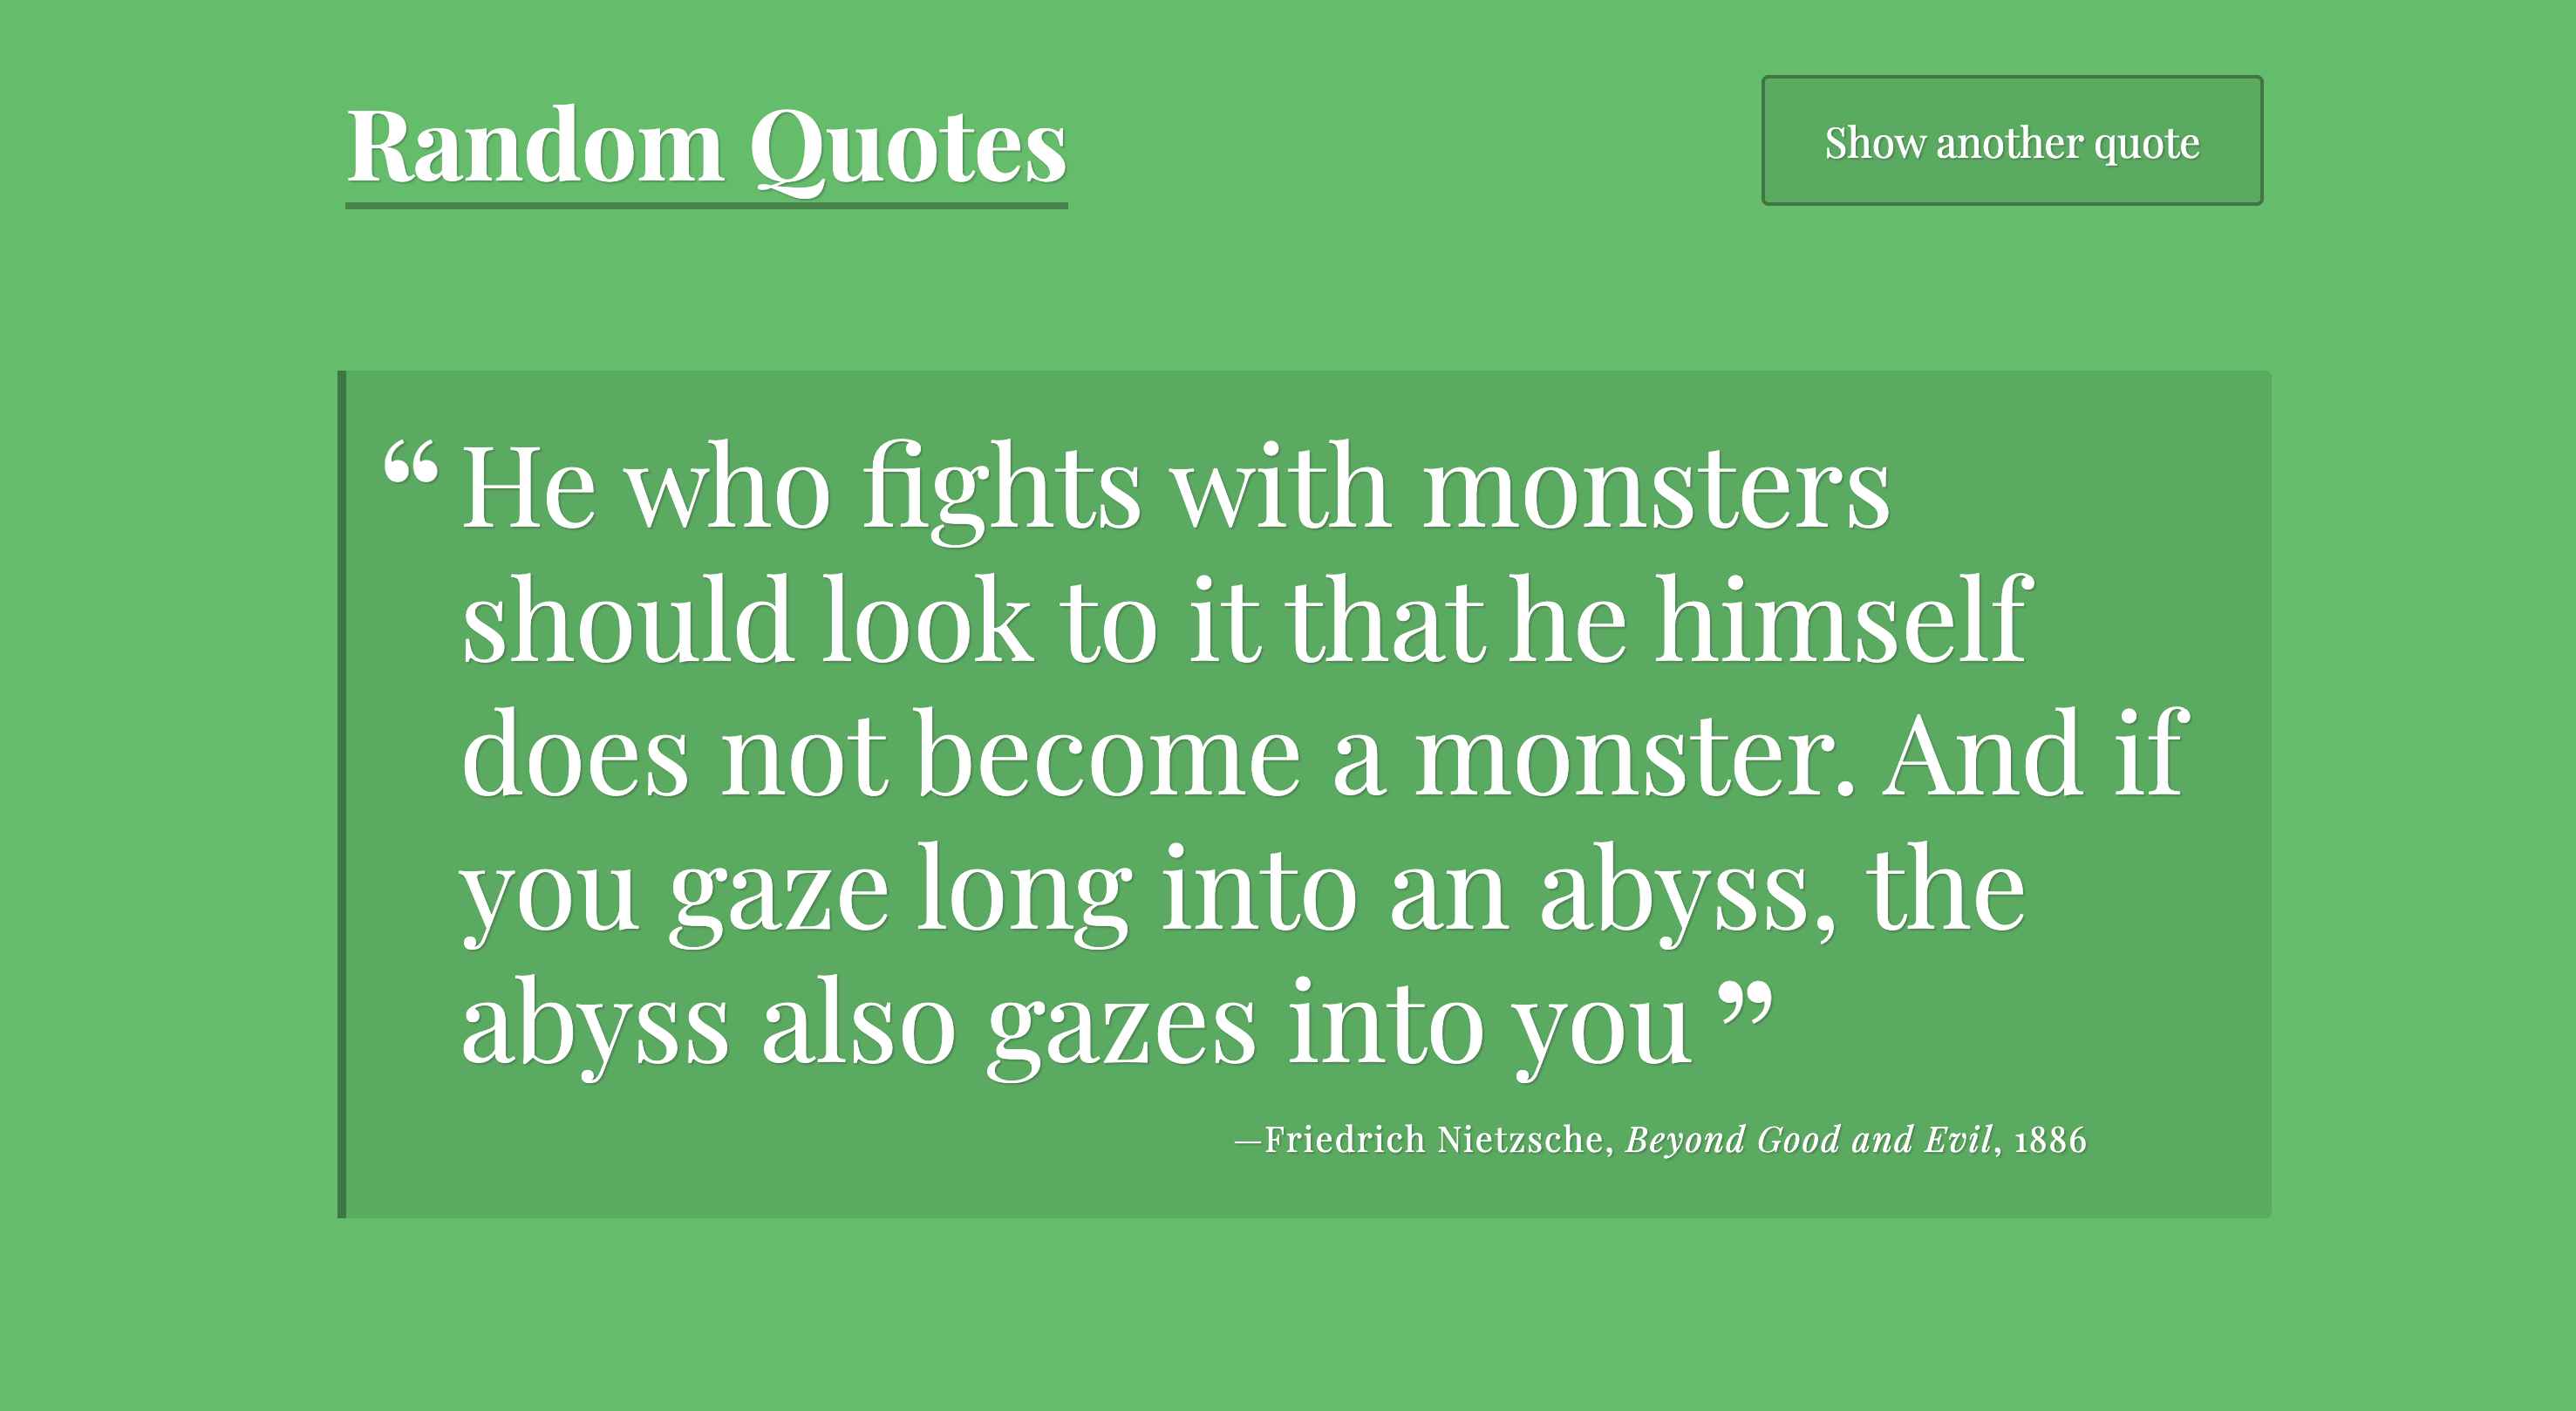 Random Quotes
Show another quote
“He who fights with monsters
should look to it that he himself
does not become a monster. And if
you gaze long into an abyss, the
abyss also gazes into you”
—Friedrich Nietzsche, Beyond Good and Evil, 1886